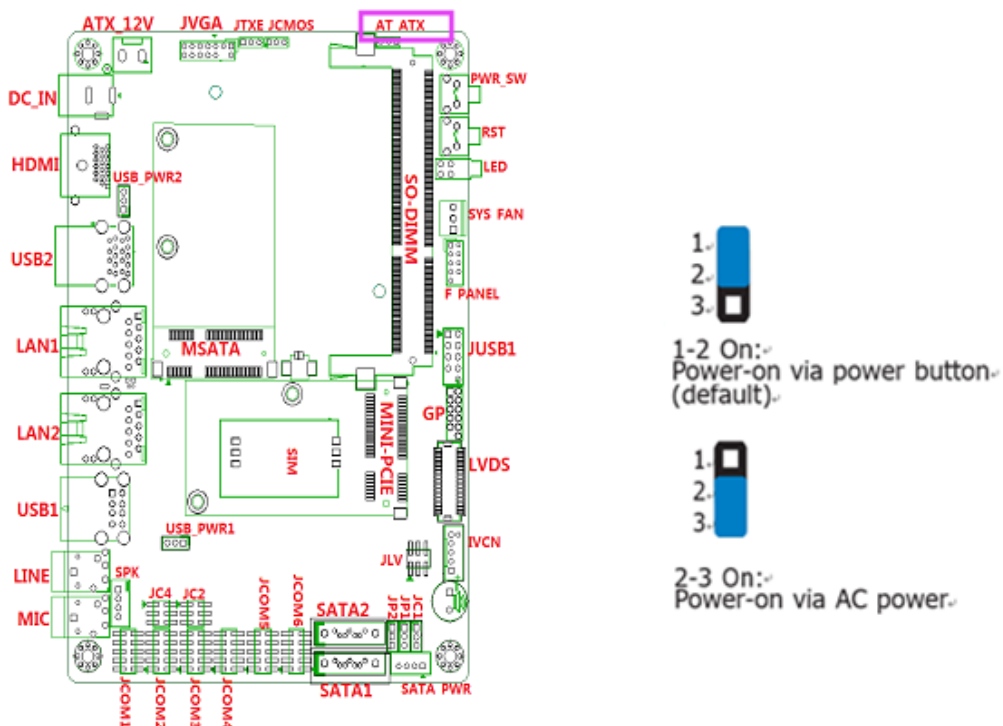 ATX_12V
JVGA
JTXE JCMOS
AT ATX
DC_IN
PWR_SW
RST
HDMI
LED
USB_PWR2
SO-DIMM
SYS FAN
USB2
F PANEL
LAN1
MSATA
JUSB1
MINI-PCIE
GP
LAN2
SIM
LVDS
USB1
USB_PWR1
IVCN
JLV
LINE
SPK
MIC
JC4
JC2
JCOM5
JCOM6
SATA2
JP2
JP1
JC1
SATA1
SATA PWR
JCOM1
JCOM2
JCOM3
JCOM4
1
2
3
1-2 On:
Power-on via power button
(default)
1
2
3
2-3 On:
Power-on via AC power